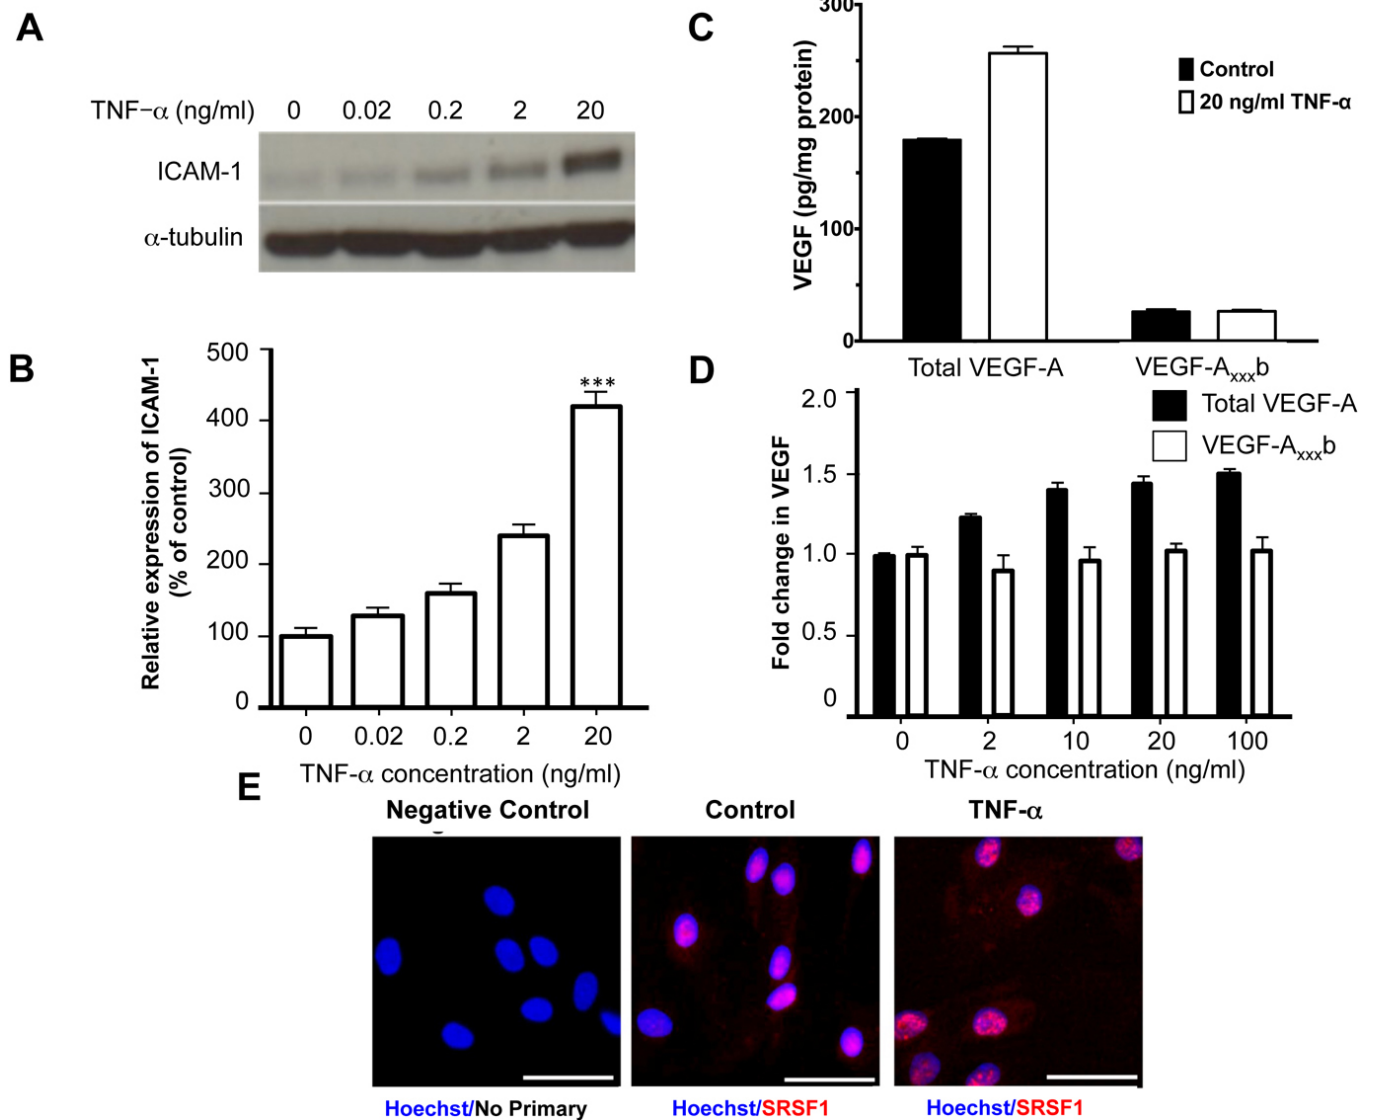 A
TNF−α (ng/ml) 0 0.02 0.2 2 20
ICAM-1
α-tubulin
B
Relative expression of ICAM-1
(% of control)
500
400
300
200
100
0
***
0 0.02 0.2 2 20
TNF-α concentration (ng/ml)
C
VEGF (pg/mg protein)
300
200
100
0
Control
20 ng/ml TNF-α
Total VEGF-A VEGF-Axxxb
D
Fold change in VEGF
2.0
1.5
1.0
0.5
0
Total VEGF-A
VEGF-Axxxb
0 2 10 20 100
TNF-α concentration (ng/ml)
E
Negative Control Control TNF-α
Hoechst/No Primary Hoechst/SRSF1 Hoechst/SRSF1